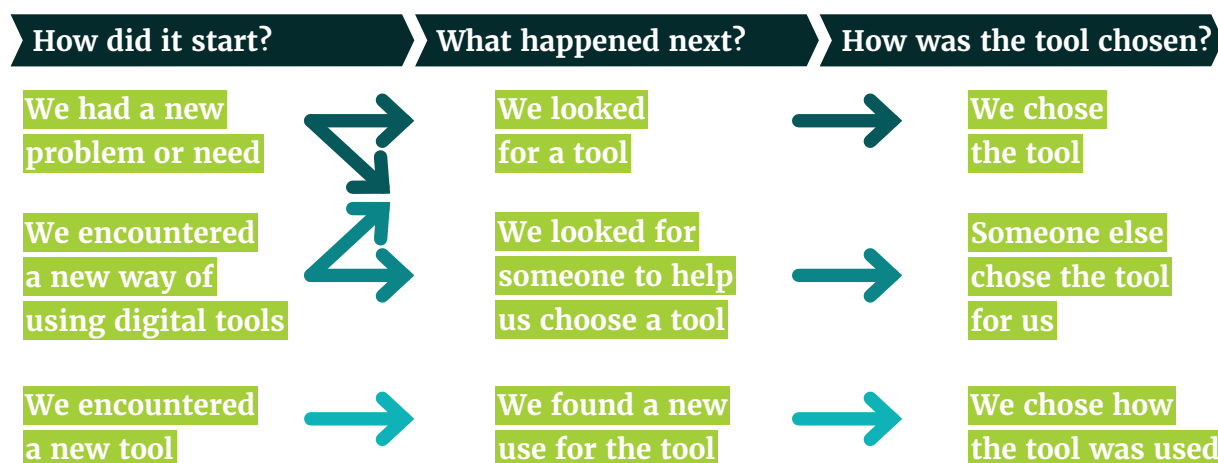 How did it start?
What happened next?
How was the tool chosen?
We had a new
problem or need
We looked
for a tool
We chose
the tool
We encountered
a new way of
using digital tools
We looked for
someone to help
us choose a tool
Someone else
chose the tool
for us
We encountered
a new tool
We found a new
use for the tool
We chose how
the tool was used